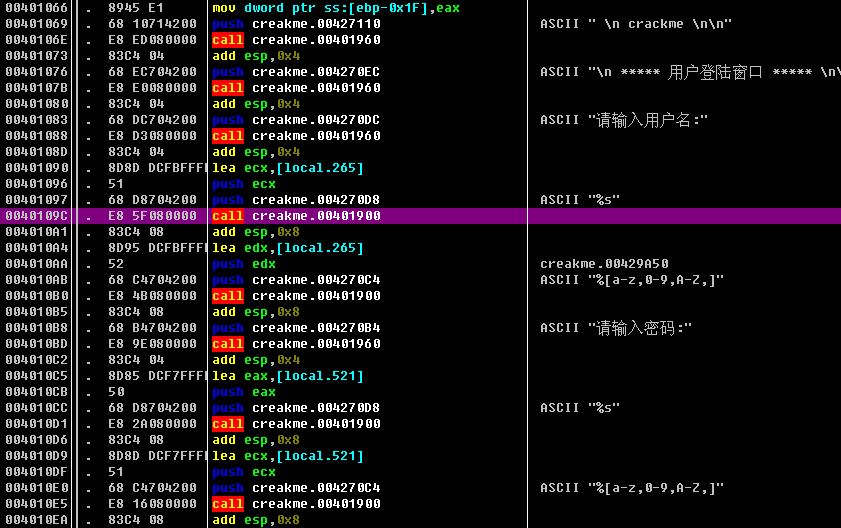 00401066 . 8945 E1 mov dword ptr ss:[ebp-0x1F],eax
00401069 . 68 10714200 push creakme.00427110 ASCII " \n crackme \n\n"
0040106E . E8 ED080000 call creakme.00401960
00401073 . 83C4 04 add esp,0x4
00401076 . 68 EC704200 push creakme.004270EC ASCII "\n ***** 用户登陆窗口 ***** \n\
0040107B . E8 E0080000 call creakme.00401960
00401080 . 83C4 04 add esp,0x4
00401083 . 68 DC704200 push creakme.004270DC ASCII "请输入用户名:"
00401088 . E8 D3080000 call creakme.00401960
0040108D . 83C4 04 add esp,0x4
00401090 . 8D8D DCFBFFFF lea ecx,[local.265]
00401096 . 51 push ecx
00401097 . 68 D8704200 push creakme.004270D8 ASCII "%s"
0040109C . E8 5F080000 call creakme.00401900
004010A1 . 83C4 08 add esp,0x8
004010A4 . 8D95 DCFBFFFF lea edx,[local.265]
004010AA . 52 push edx creakme.00429A50
004010AB . 68 C4704200 push creakme.004270C4 ASCII "%[a-z,0-9,A-Z,]"
004010B0 . E8 4B080000 call creakme.00401900
004010B5 . 83C4 08 add esp,0x8
004010B8 . 68 B4704200 push creakme.004270B4 ASCII "请输入密码:"
004010BD . E8 9E080000 call creakme.00401960
004010C2 . 83C4 04 add esp,0x4
004010C5 . 8D85 DCF7FFFF lea eax,[local.521]
004010CB . 50 push eax
004010CC . 68 D8704200 push creakme.004270D8 ASCII "%s"
004010D1 . E8 2A080000 call creakme.00401900
004010D6 . 83C4 08 add esp,0x8
004010D9 . 8D8D DCF7FFFF lea ecx,[local.521]
004010DF . 51 push ecx
004010E0 . 68 C4704200 push creakme.004270C4 ASCII "%[a-z,0-9,A-Z,]"
004010E5 . E8 16080000 call creakme.00401900
004010EA . 83C4 08 add esp,0x8